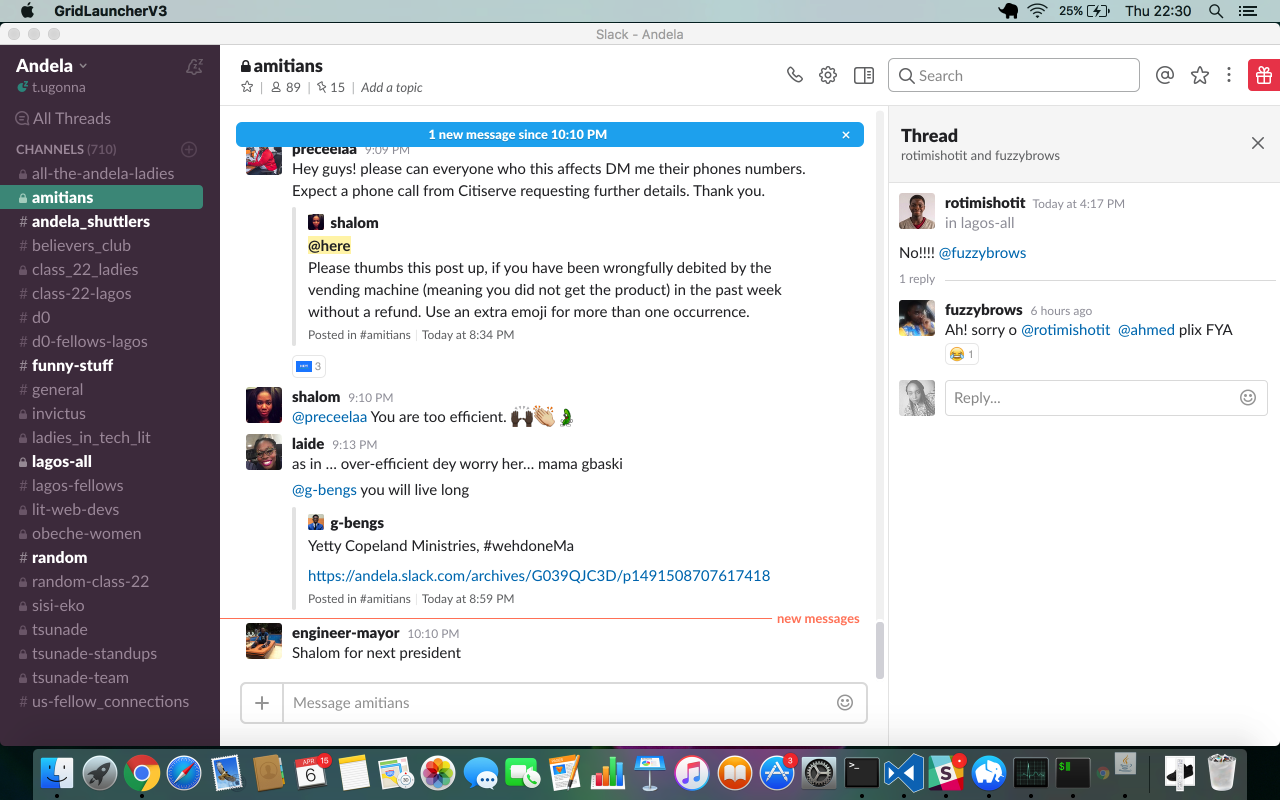 GridLauncherV3
25%
Thu 22:30
Slack - Andela
Andela
t.ugonna
All Threads
CHANNELS (710)
all-the-andela-ladies
amitians
# andela_shuttlers
# believers_club
class_22_ladies
# class-22-lagos
# d0
# d0-fellows-lagos
# funny-stuff
# general
invictus
ladies_in_tech_lit
lagos-all
# lagos-fellows
lit-web-devs
obeche-women
# random
random-class-22
sisi-eko
tsunade
tsunade-standups
tsunade-team
# us-fellow_connections
amitians
89 | 15 | Add a topic
Search
1 new message since 10:10 PM
preceelaa 9:09 PM
Hey guys! please can everyone who this affects DM me their phones numbers.
Expect a phone call from Citiserve requesting further details. Thank you.
shalom
@here
Please thumbs this post up, if you have been wrongfully debited by the
vending machine (meaning you did not get the product) in the past week
without a refund. Use an extra emoji for more than one occurrence.
Posted in #amitians | Today at 8:34 PM
3
shalom 9:10 PM
@preceelaa You are too efficient.
laide 9:13 PM
as in ... over-efficient dey worry her... mama gbaski
@g-bengs you will live long
g-bengs
Yetty Copeland Ministries, #wehdoneMa
https://andela.slack.com/archives/G039QJC3D/p1491508707617418
Posted in #amitians | Today at 8:59 PM
new messages
engineer-mayor 10:10 PM
Shalom for next president
Message amitians
Thread
rotimishotit and fuzzybrows
rotimishotit Today at 4:17 PM
in lagos-all
No!!!! @fuzzybrows
1 reply
fuzzybrows 6 hours ago
Ah! sorry o @rotimishotit @ahmed plix FYA
1
Reply...
APR
6
15
3